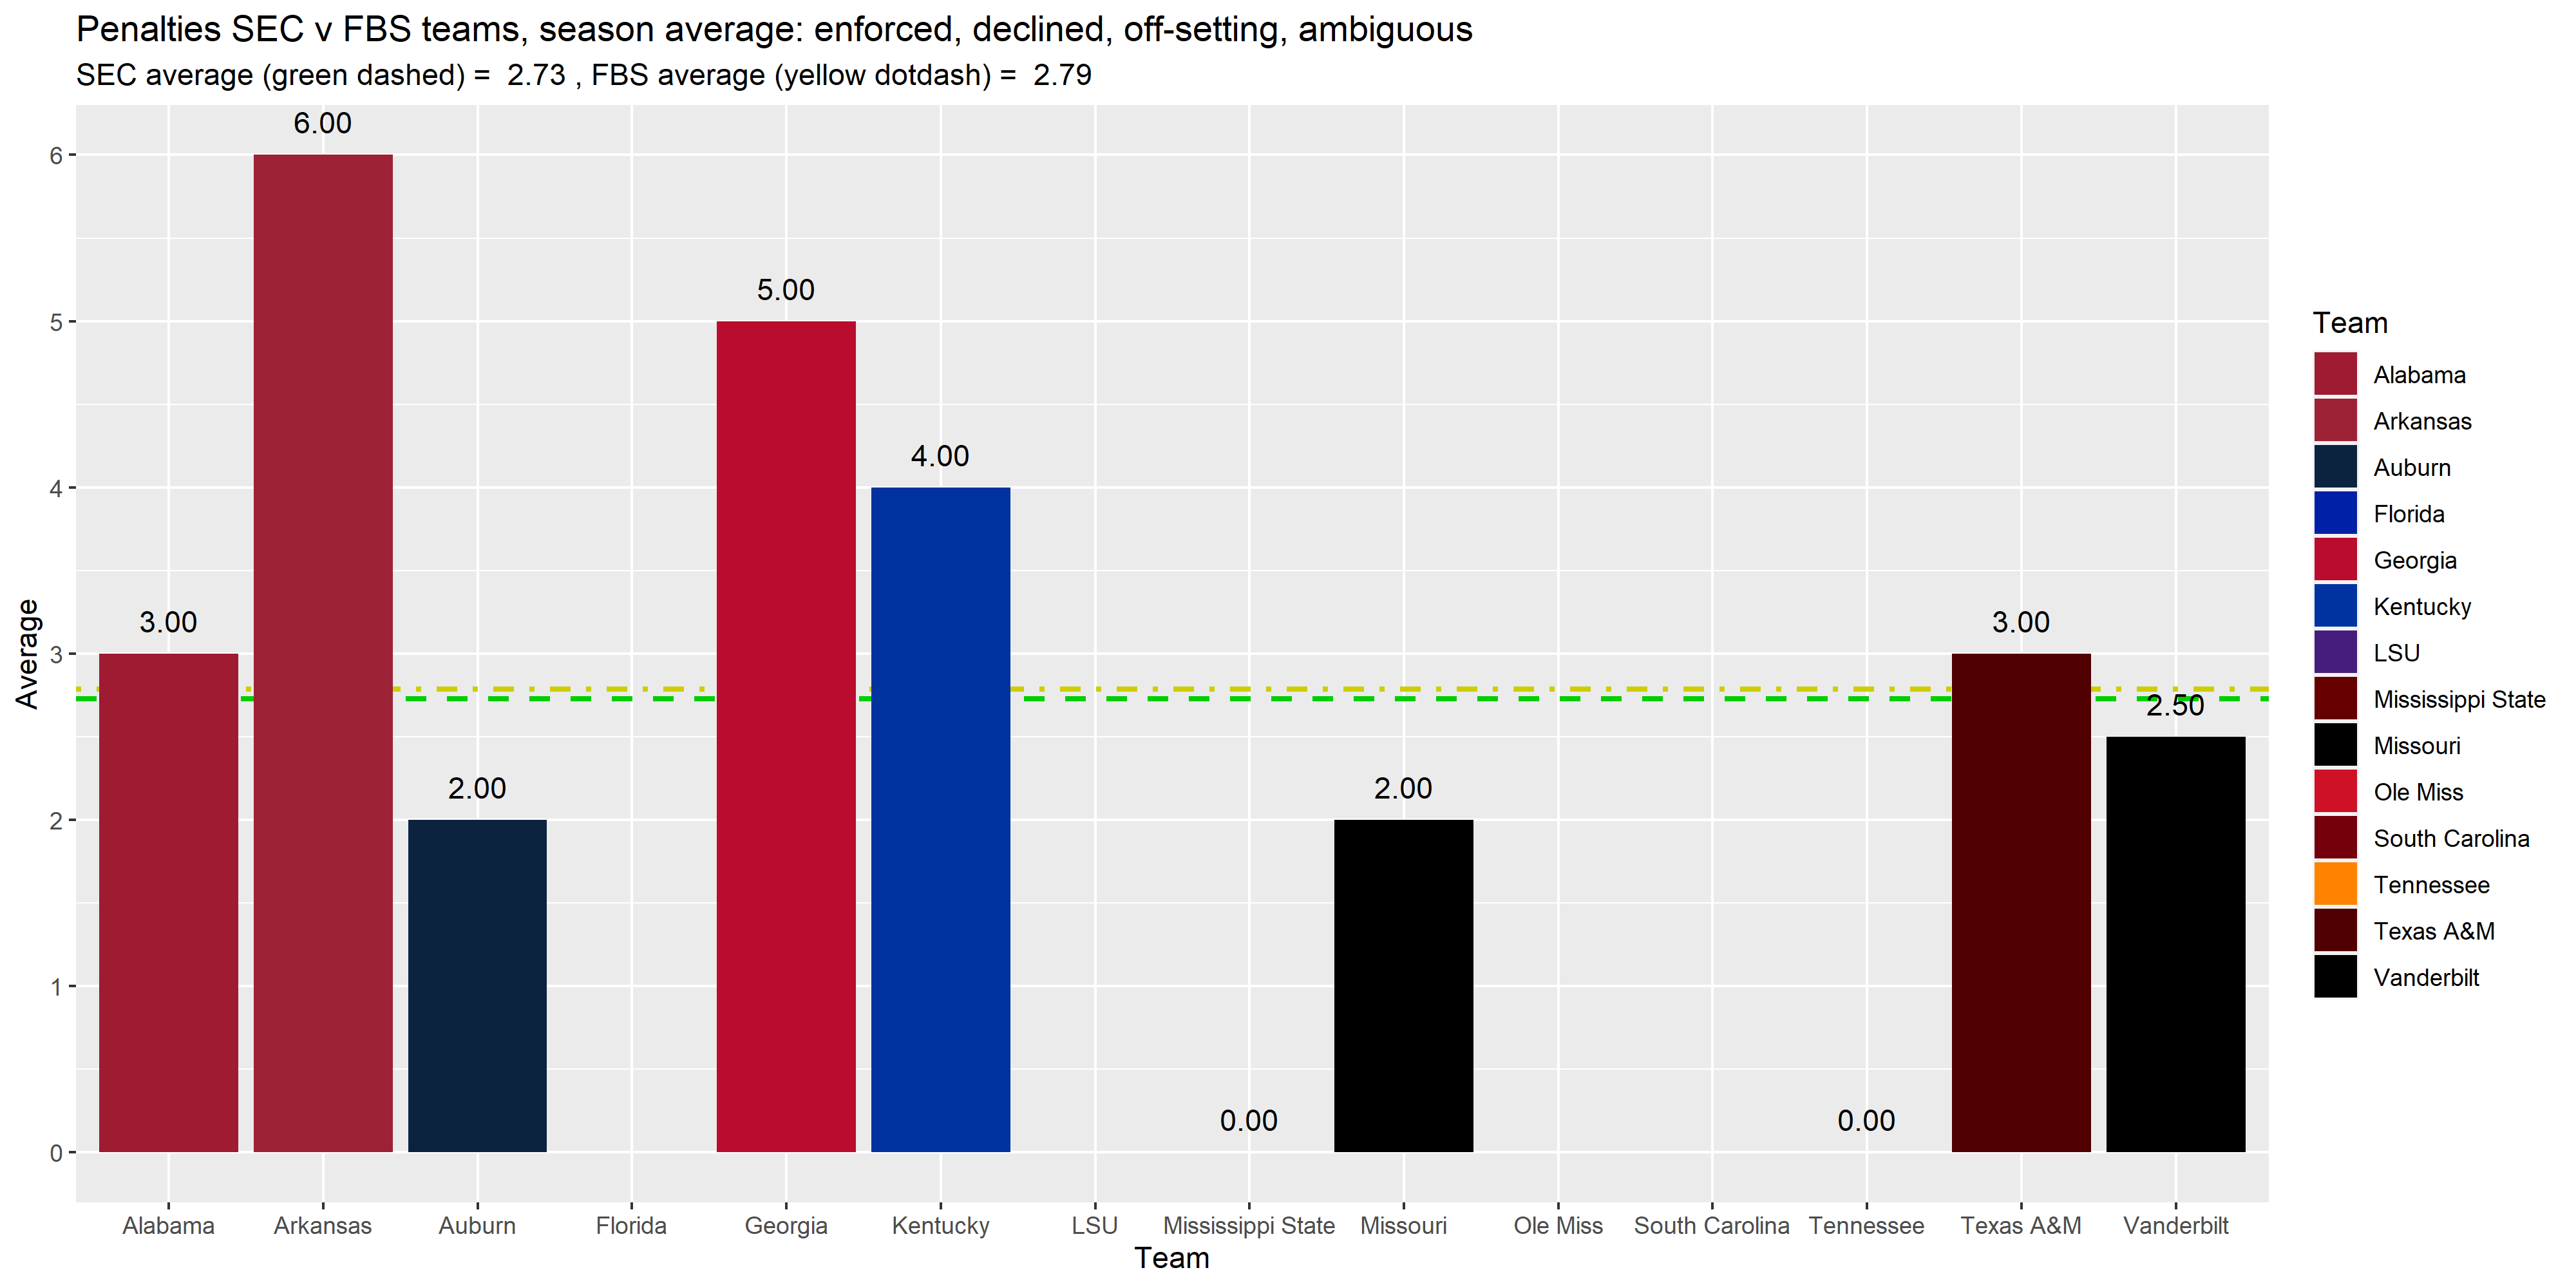 Penalties SEC v FBS teams, season average: enforced, declined, off-setting, ambiguous
SEC average (green dashed) =  2.73 , FBS average (yellow dotdash) =  2.79
6.00
5.00
4.00
3.00
3.00
2.50
2.00
2.00
0.00
0.00
6
5
4
3
2
1
0
Average
Alabama Arkansas Auburn Florida Georgia Kentucky LSU Mississippi State Missouri Ole Miss South Carolina Tennessee Texas A&M Vanderbilt
Team
Team
Alabama
Arkansas
Auburn
Florida
Georgia
Kentucky
LSU
Mississippi State
Missouri
Ole Miss
South Carolina
Tennessee
Texas A&M
Vanderbilt